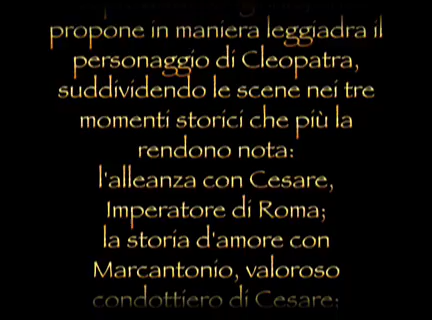 propone in maniera leggiadra il
personaggio di Cleopatra,
suddividendo le scene nei tre
momenti storici che più la
rendono nota:
l'alleanza con Cesare,
Imperatore di Roma;
la storia d'amore con
Marcantonio, valoroso
condottiero di Cesare;